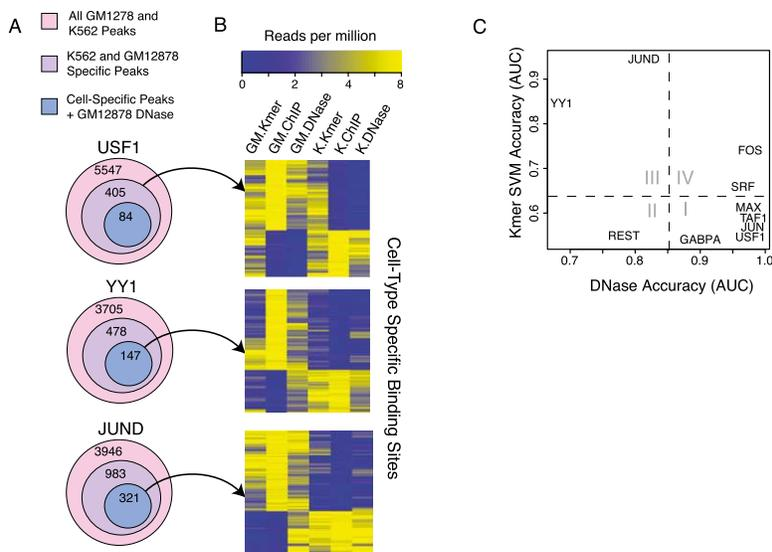 A
All GM1278 and
K562 Peaks
K562 and GM12878
Specific Peaks
Cell-Specific Peaks
+ GM12878 DNase
USF1
5547
405
84
YY1
3705
478
147
JUND
3946
983
321
B
Reads per million
0 2 4 6 8
GM.Kmer
GM.ChIP
GM.DNase
K.Kmer
K.ChIP
K.DNase
Cell-Type Specific Binding Sites
C
Kmer SVM Accuracy (AUC)
0.9
0.8
0.7
0.6
JUND
YY1
FOS
III IV
SRF
II I
MAX
TAF1
JUN
REST GABPA USF1
0.7 0.8 0.9 1.0
DNase Accuracy (AUC)